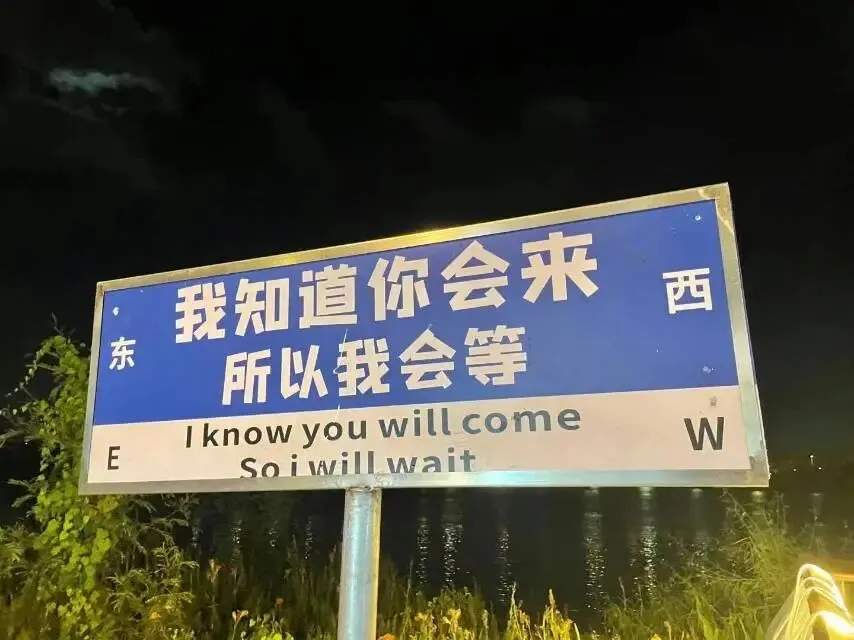 我知道你会来
所以我会等
东
西
I know you will come
So i will wait
E
W